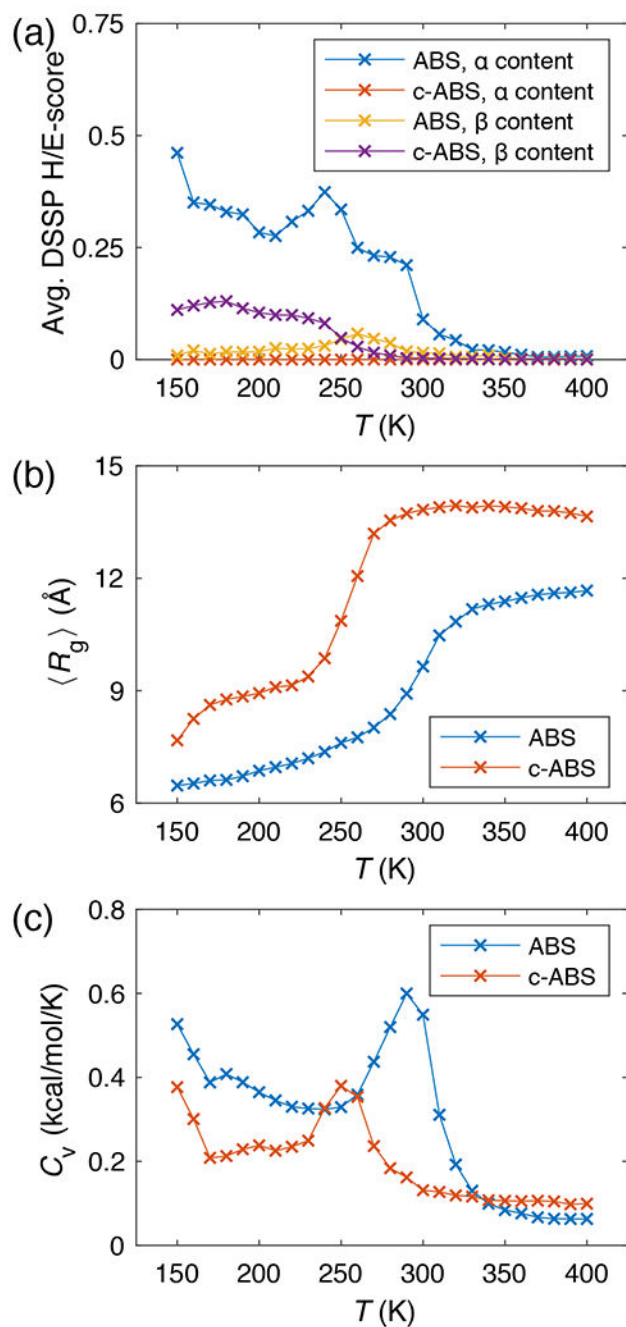 (a)
0.75
0.5
0.25
0
Avg. DSSP H/E-score
ABS, α content
c-ABS, α content
ABS, β content
c-ABS, β content
150 200 250 300 350 400
T (K)
(b)
15
12
9
6
⟨Rg⟩ (Å)
ABS
c-ABS
150 200 250 300 350 400
T (K)
(c)
0.8
0.6
0.4
0.2
0
Cv (kcal/mol/K)
ABS
c-ABS
150 200 250 300 350 400
T (K)